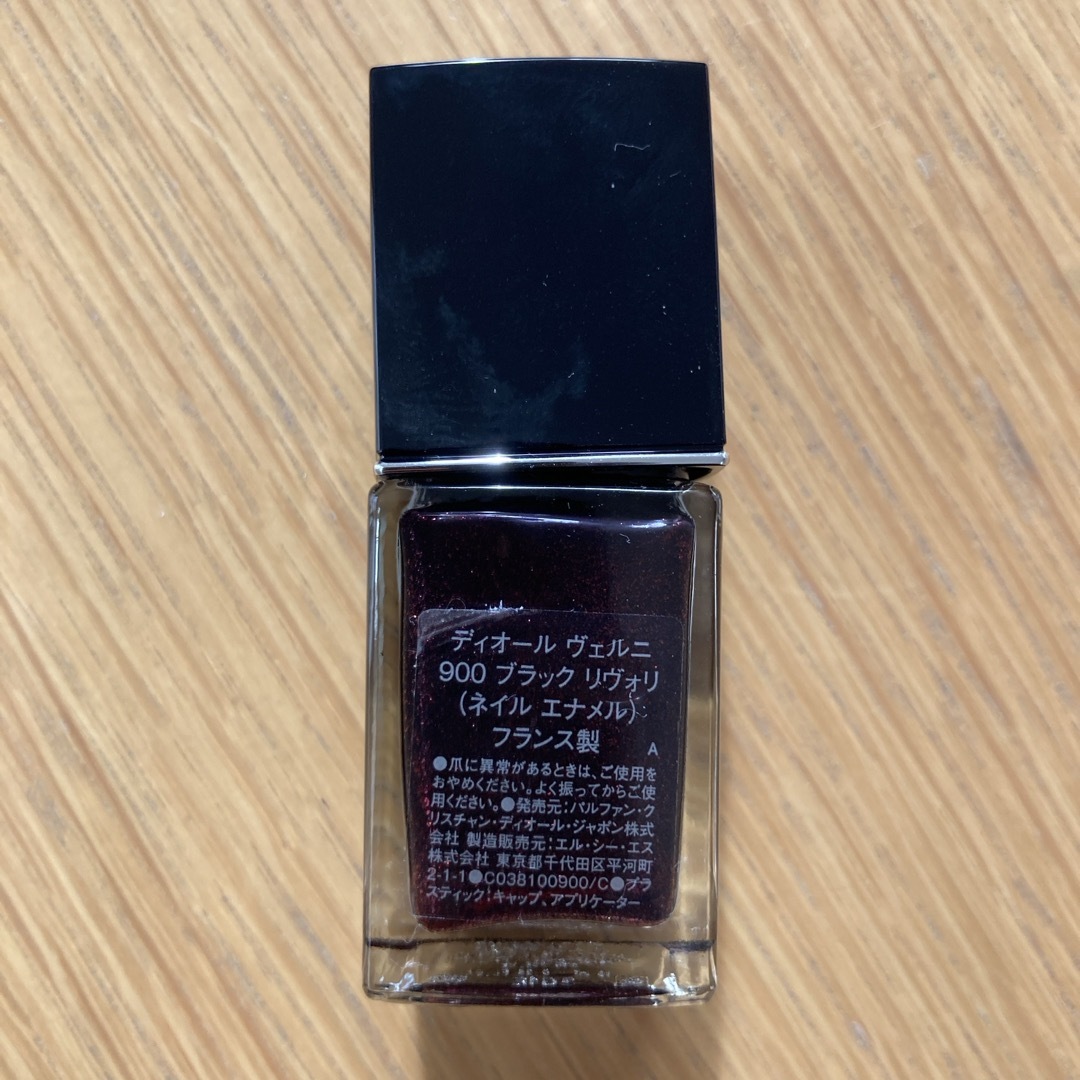 ディオール ヴェルニ
900 ブラック リヴォリ
(ネイル エナメル)
フランス製 A
●爪に異常があるときは、ご使用を
おやめください。よく振ってからご使
用ください。●発売元:パルファン・ク
リスチャン・ディオール・ジャポン株式
会社 製造販売元:エル・シー・エス
株式会社 東京都千代田区平河町
2-1-1●C038100900/C●プラ
スティック:キャップ、アプリケーター